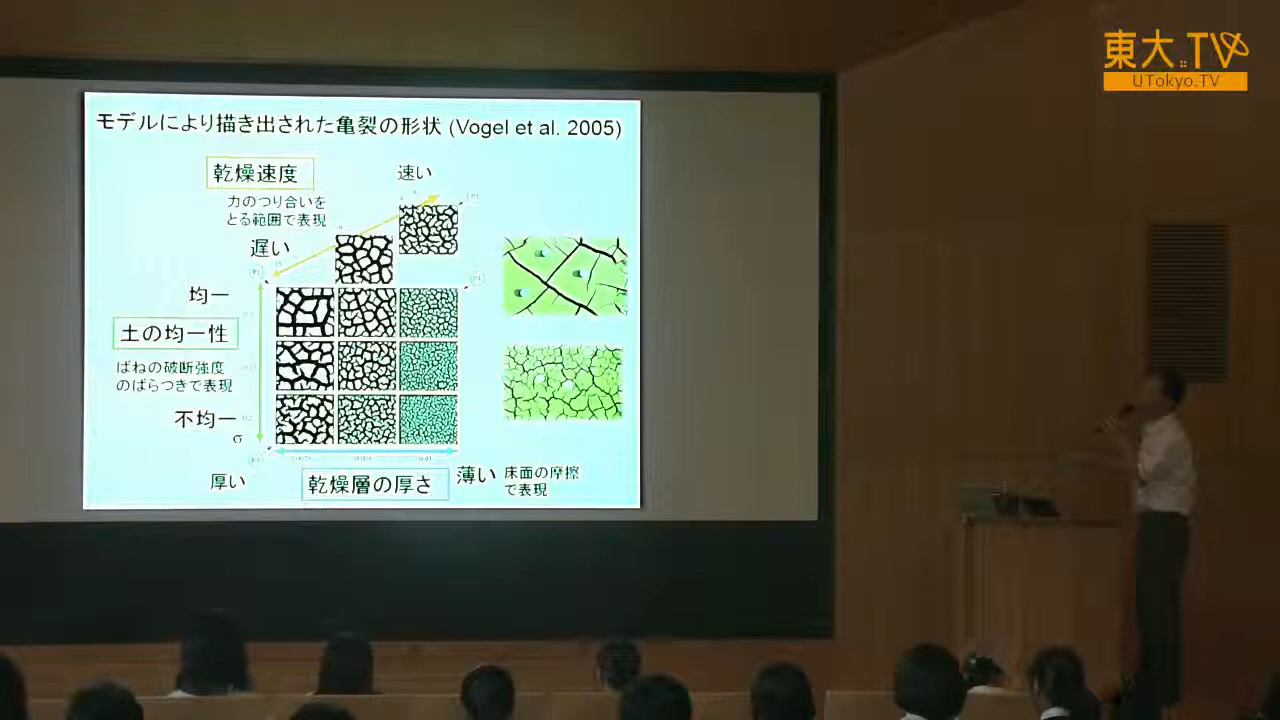 東大.TV
UTokyo.TV
モデルにより描き出された亀裂の形状 (Vogel et al. 2005)
乾燥速度
速い
力のつり合いを
とる範囲で表現
遅い
均一
土の均一性
ばねの破断強度
のばらつきで表現
不均一
σ
厚い
乾燥層の厚さ
薄い
床面の摩擦
で表現